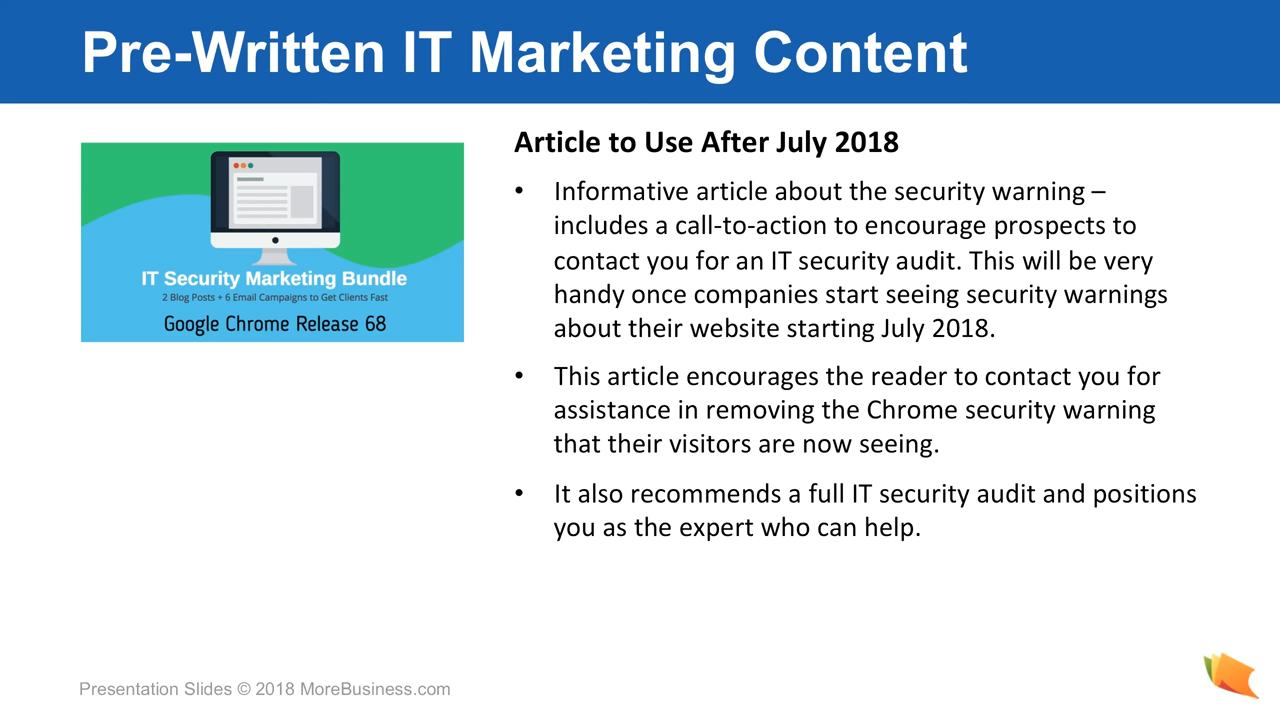 Pre-Written IT Marketing Content
IT Security Marketing Bundle
2 Blog Posts + 6 Email Campaigns to Get Clients Fast
Google Chrome Release 68
Article to Use After July 2018
• Informative article about the security warning –
includes a call-to-action to encourage prospects to
contact you for an IT security audit. This will be very
handy once companies start seeing security warnings
about their website starting July 2018.
• This article encourages the reader to contact you for
assistance in removing the Chrome security warning
that their visitors are now seeing.
• It also recommends a full IT security audit and positions
you as the expert who can help.
Presentation Slides © 2018 MoreBusiness.com